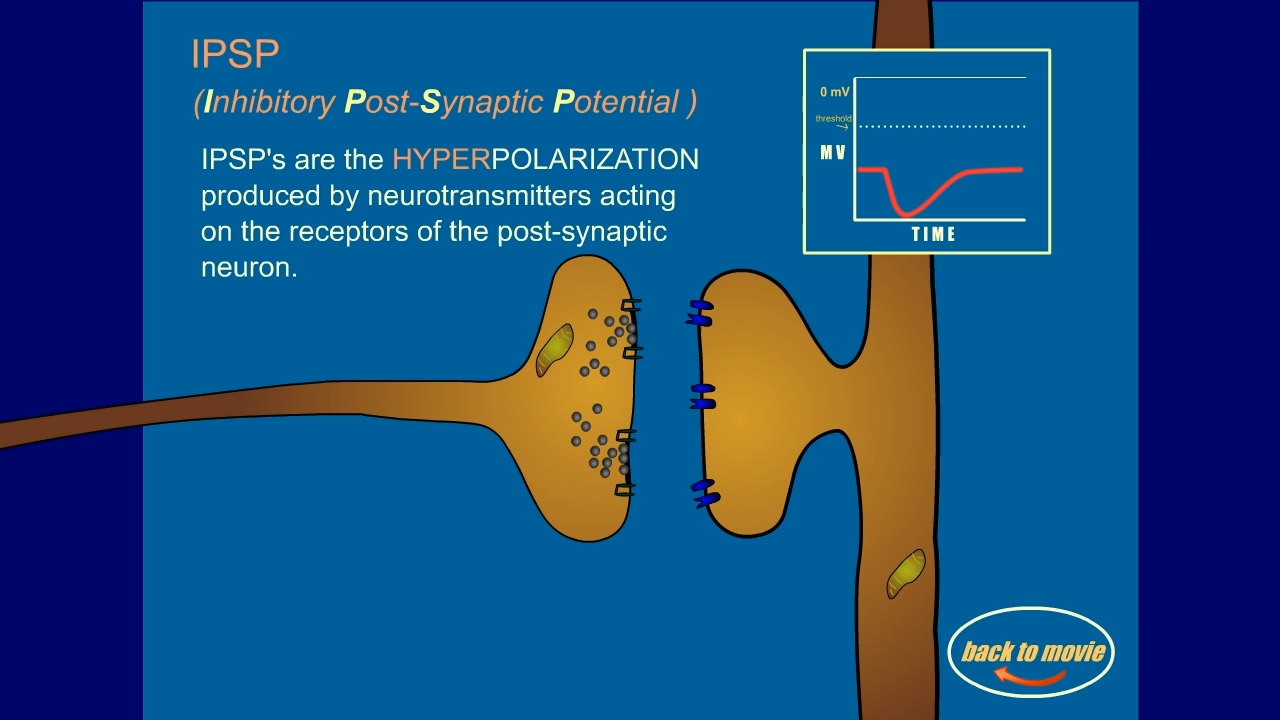 IPSP
(Inhibitory Post-Synaptic Potential )
IPSP's are the HYPERPOLARIZATION
produced by neurotransmitters acting
on the receptors of the post-synaptic
neuron.
0 mV
threshold
MV
TIME
back to movie